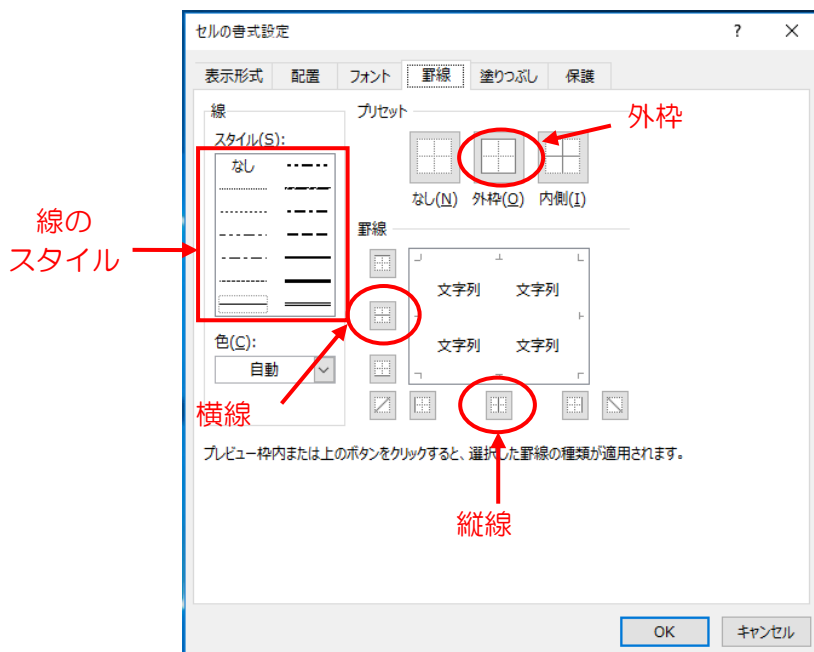 セルの書式設定
?
×
表示形式
配置
フォント
罫線
塗りつぶし
保護
線
スタイル(S):
なし
プリセット
外枠
なし(N)
外枠(O)
内側(I)
線の
スタイル
罫線
文字列
文字列
文字列
文字列
色(C):
自動
横線
プレビュー枠内または上のボタンをクリックすると、選択した罫線の種類が適用されます。
縦線
OK
キャンセル